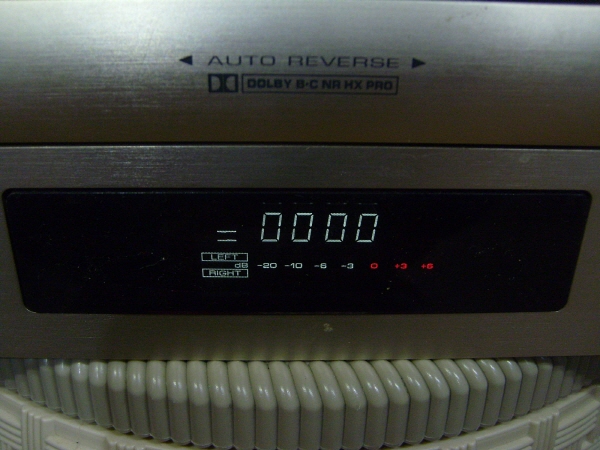 ◄ AUTO REVERSE ►
DOLBY B-C NR HX PRO
0000
LEFT
dB -20 -10 -6 -3 0 +3 +6
RIGHT